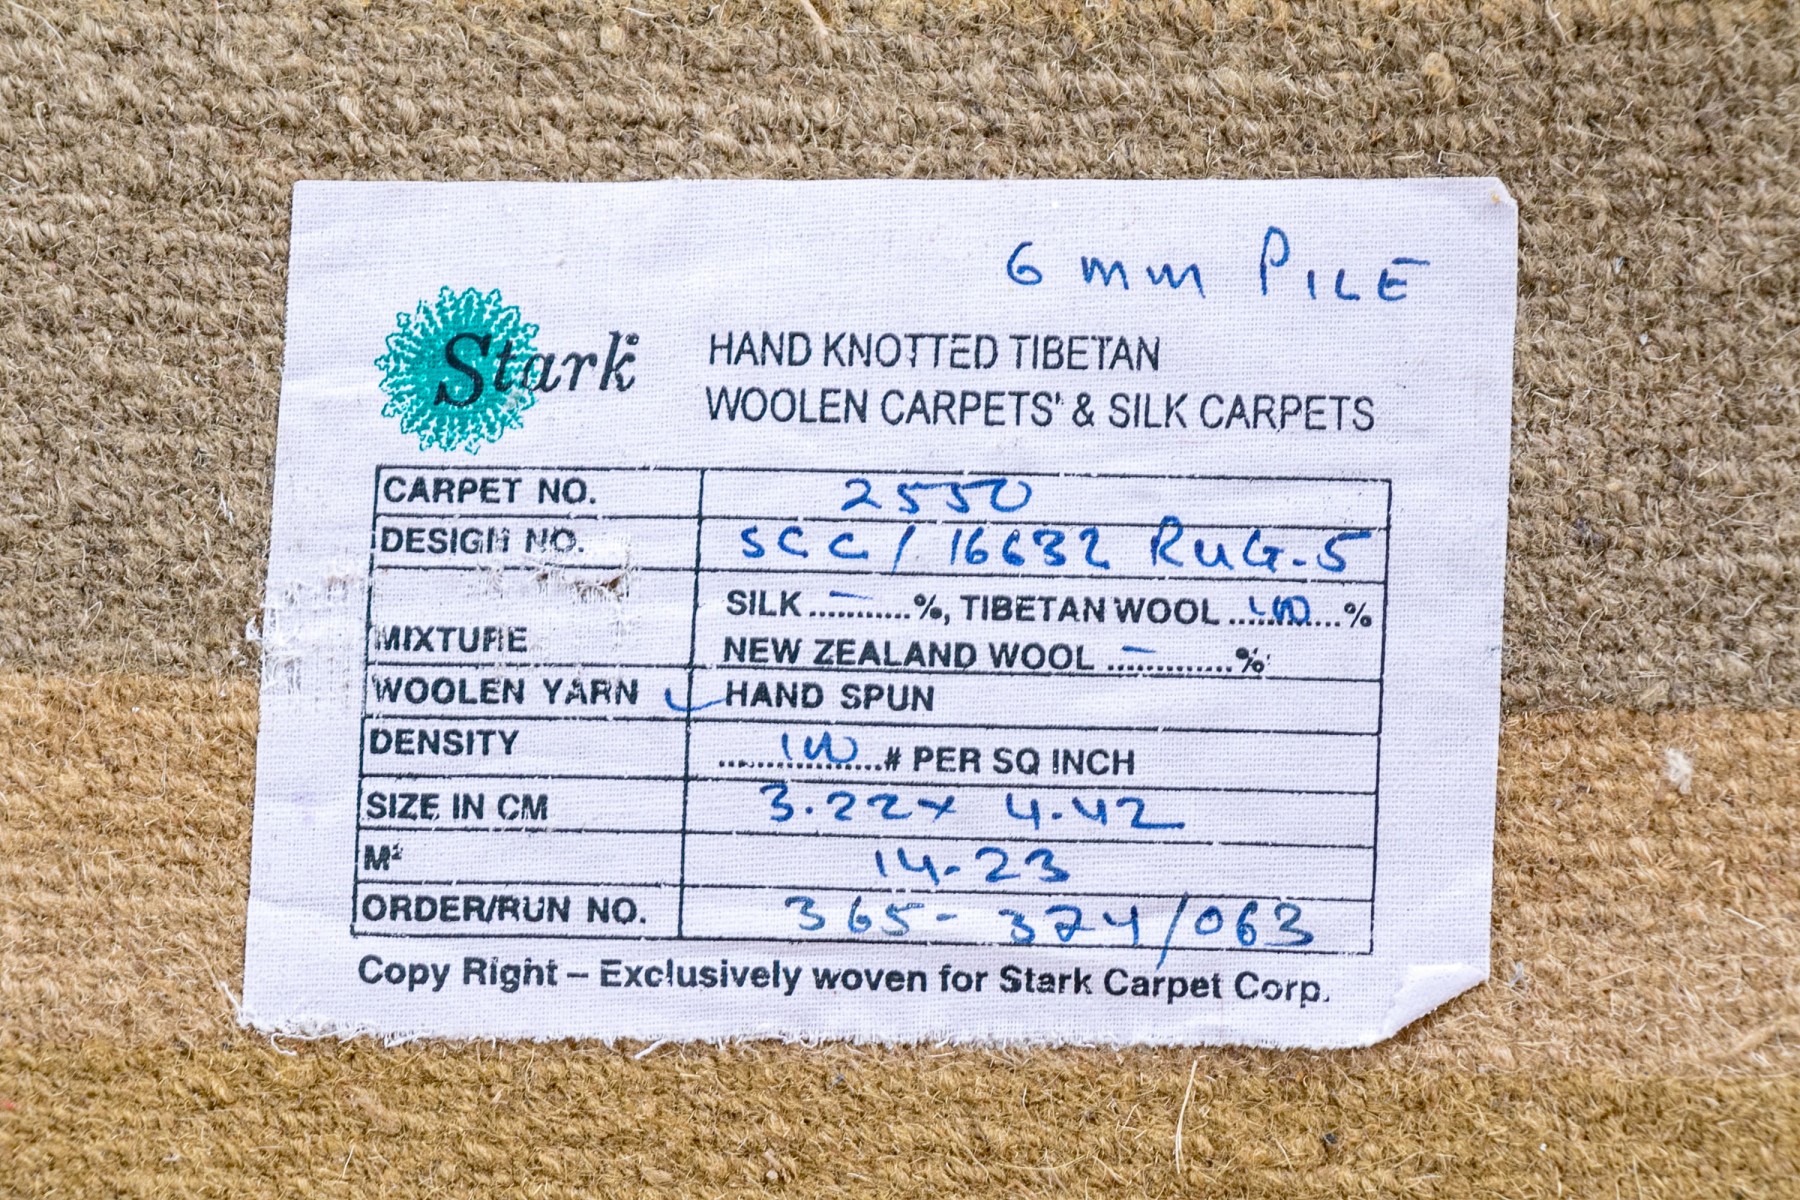 6 mm PILE
Stark
HAND KNOTTED TIBETAN
WOOLEN CARPETS' & SILK CARPETS
CARPET NO. 2550
DESIGN NO. SCC/16632 RUG-5
MIXTURE SILK ...–...%, TIBETAN WOOL ...100...%
NEW ZEALAND WOOL ...–...%
WOOLEN YARN ✓ HAND SPUN
DENSITY ...100...# PER SQ INCH
SIZE IN CM 3.22 x 4.42
M² 14.23
ORDER/RUN NO. 365-324/063
Copy Right – Exclusively woven for Stark Carpet Corp.